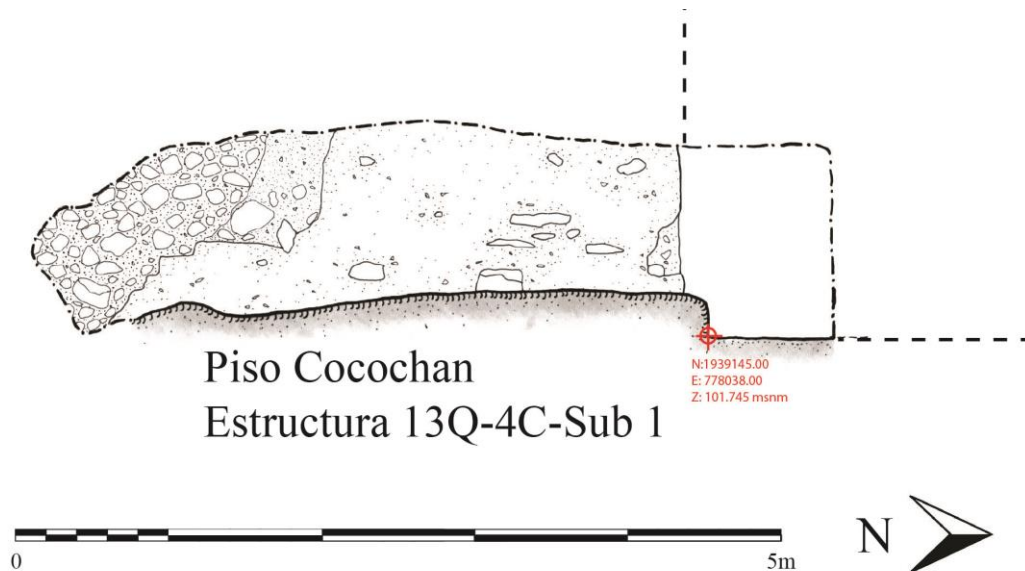 N:1939145.00
E: 778038.00
Z: 101.745 msnm
Piso Cocochan
Estructura 13Q-4C-Sub 1
0
5m
N